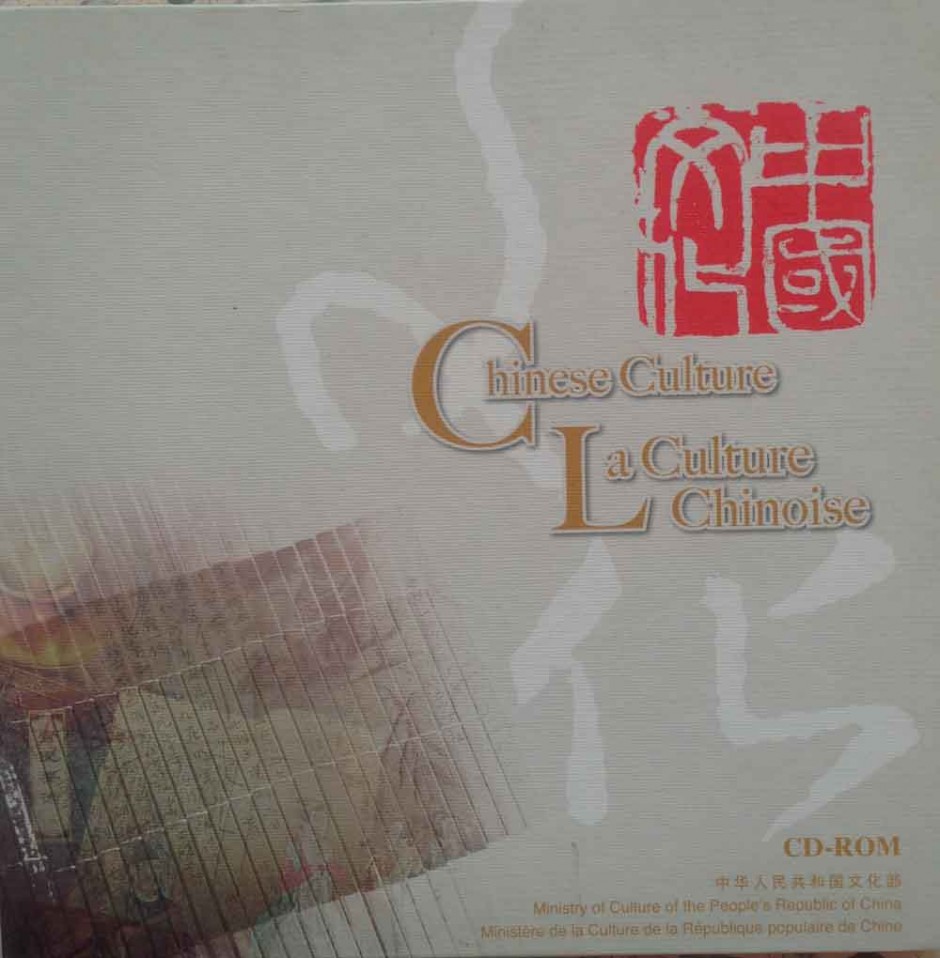 中國
文化
Chinese Culture
La Culture
Chinoise
CD-ROM
中华人民共和国文化部
Ministry of Culture of the People's Republic of China
Ministère de la Culture de la République populaire de Chine